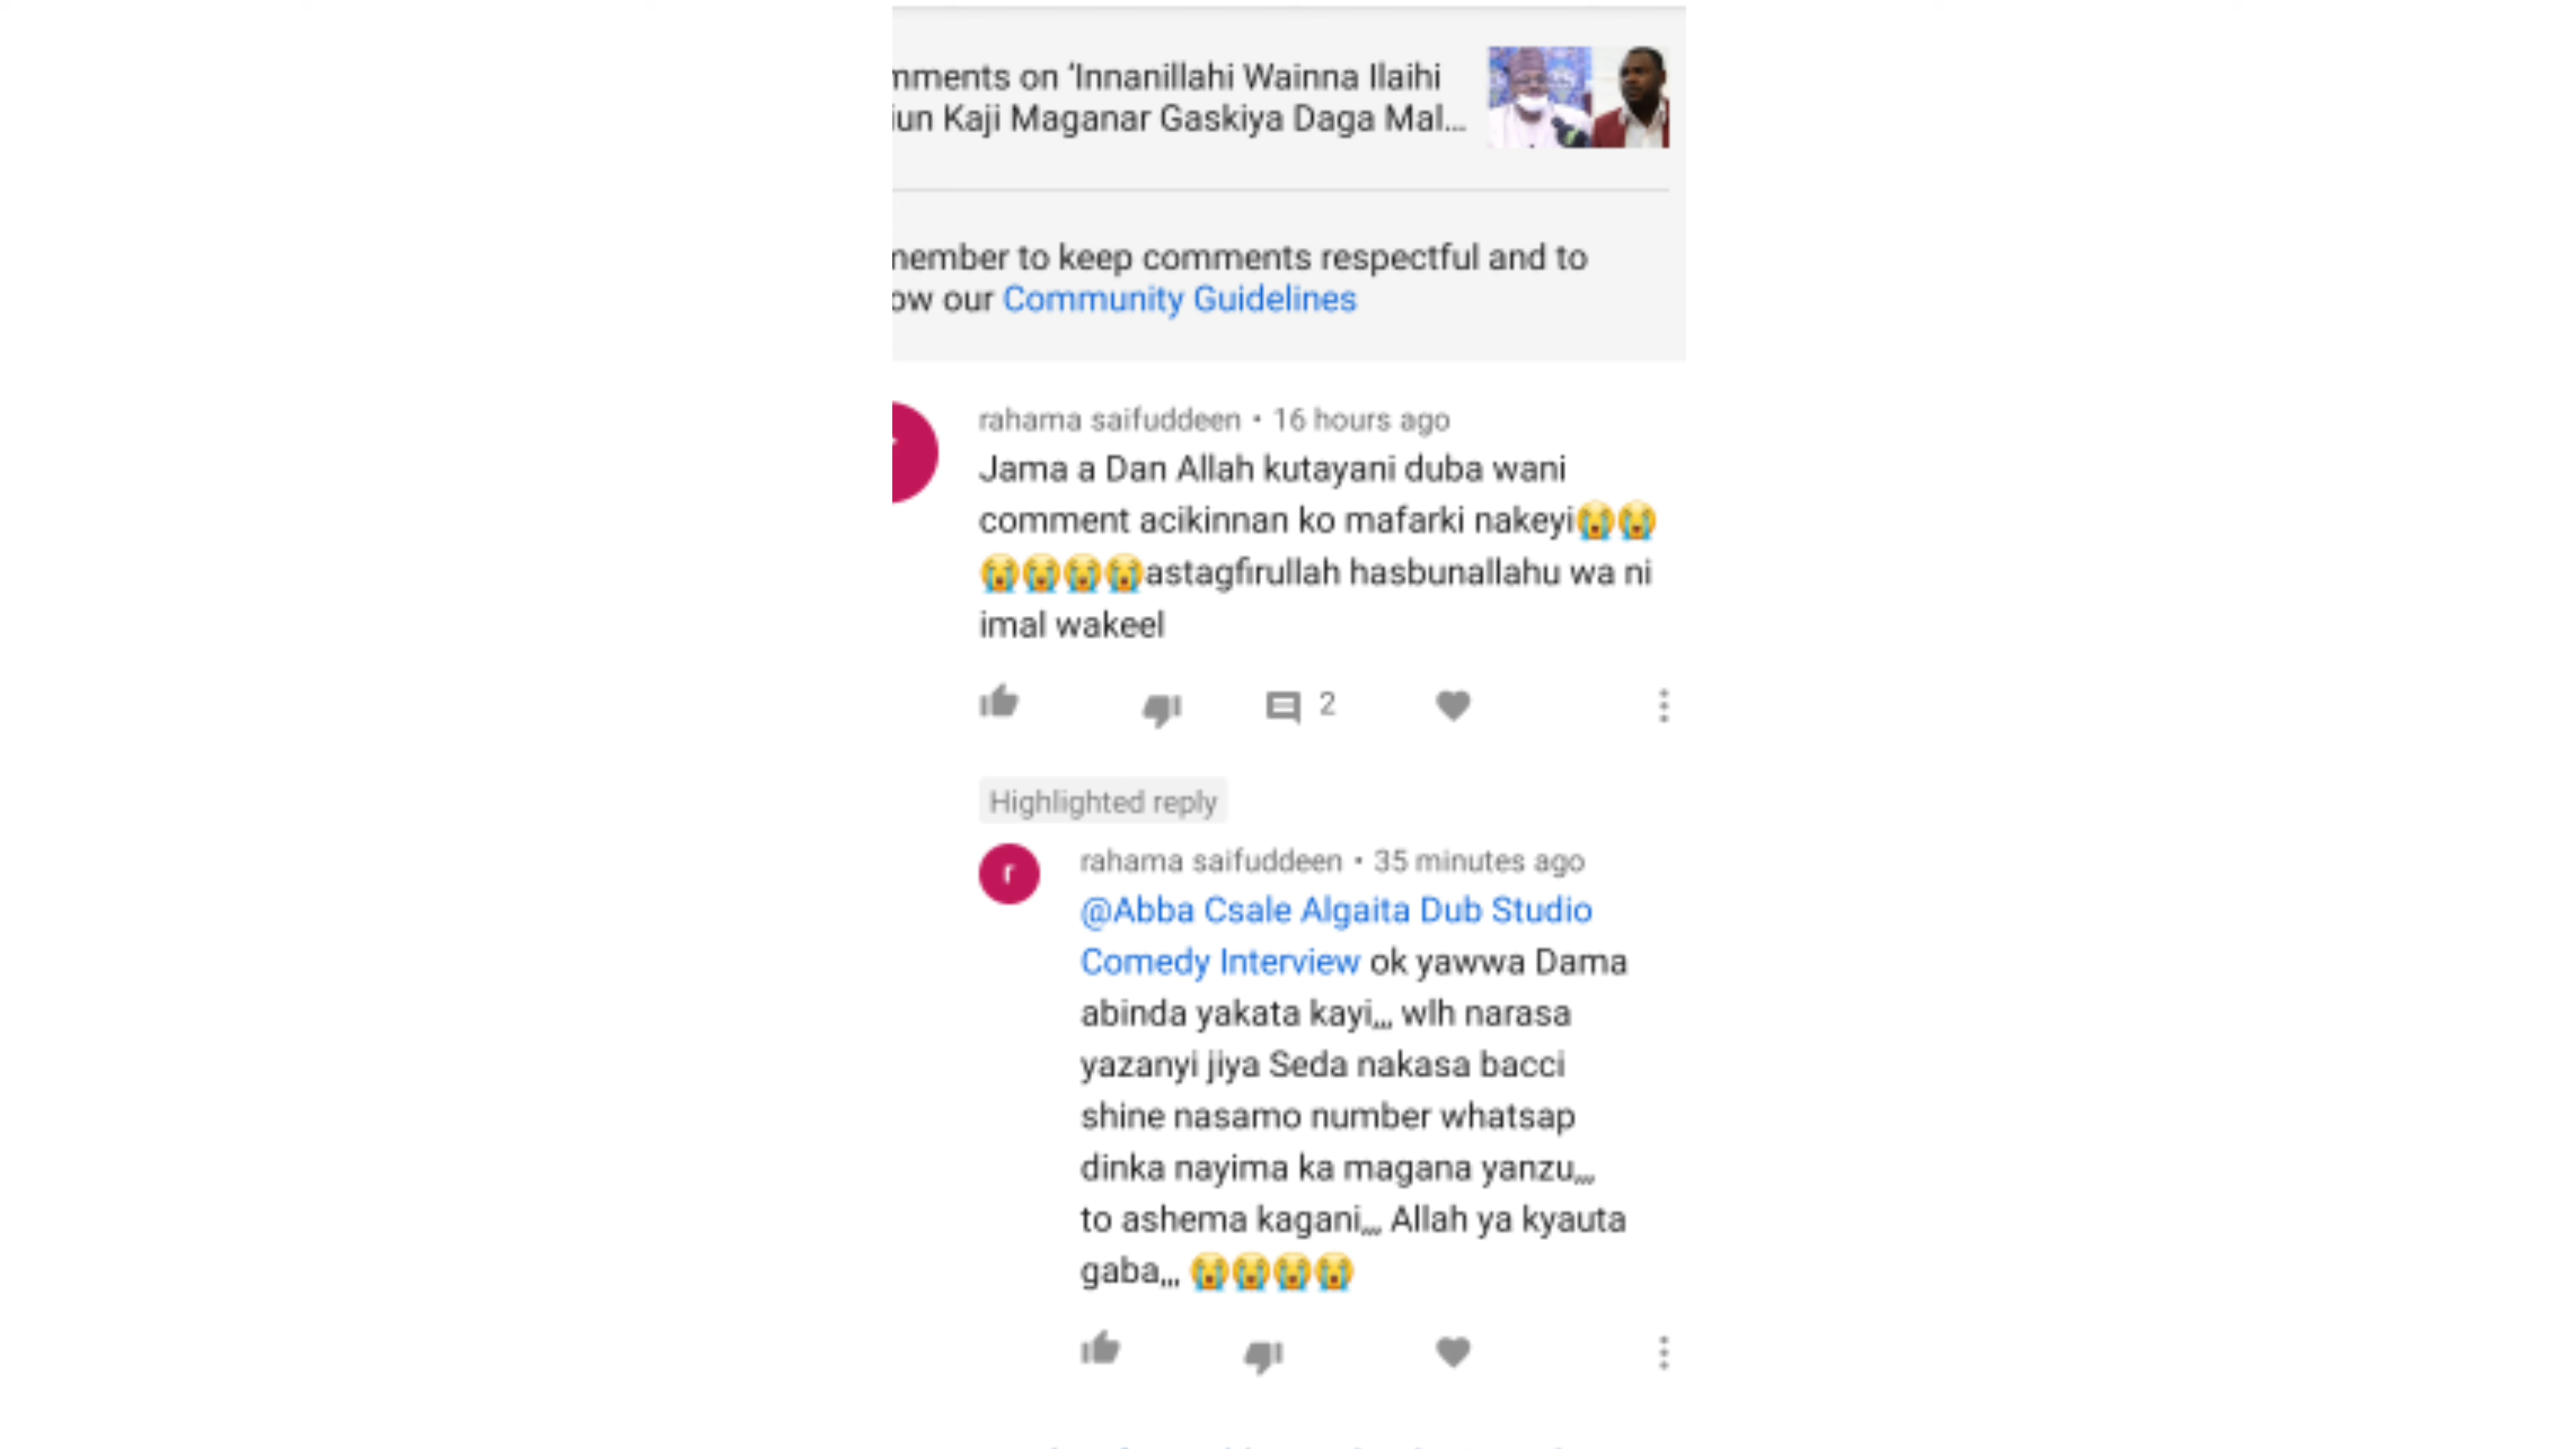 on 'Innanillahi Wainna Ilaihi
Kaji Maganar Gaskiya Daga Mal...
to keep comments respectful and to
our Community Guidelines
rahama saifuddeen • 16 hours ago
Jama a Dan Allah kutayani duba wani
comment acikinnan ko mafarki nakeyi😭😭
😭😭😭😭astagfirullah hasbunallahu wa ni
imal wakeel
2
Highlighted reply
r
rahama saifuddeen • 35 minutes ago
@Abba Csale Algaita Dub Studio
Comedy Interview ok yawwa Dama
abinda yakata kayi,,, wlh narasa
yazanyi jiya Seda nakasa bacci
shine nasamo number whatsap
dinka nayima ka magana yanzu,,,
to ashema kagani,,, Allah ya kyauta
gaba,,, 😭😭😭😭